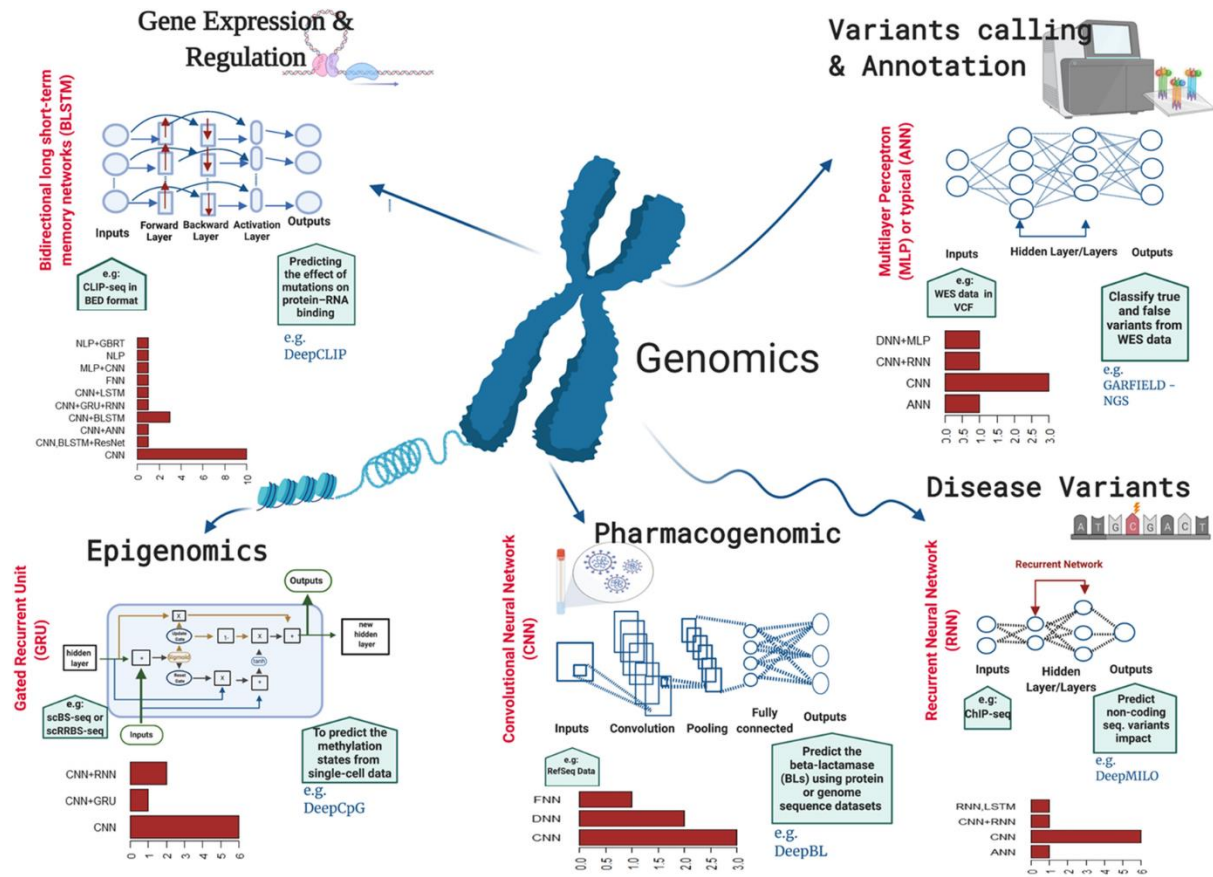 Gene Expression &
Regulation
Bidirectional long short-term
memory networks (BLSTM)
Inputs
Forward
Layer
Backward
Layer
Activation
Layer
Outputs
e.g:
CLIP-seq in
BED format
Predicting
the effect of
mutations on
protein–RNA
binding
e.g.
DeepCLIP
NLP+GBRT
NLP
MLP+CNN
FNN
CNN+LSTM
CNN+GRU+RNN
CNN+BLSTM
CNN+ANN
CNN,BLSTM+ResNet
CNN
0
2
4
6
8
10
Variants calling
& Annotation
Multilayer Perceptron
(MLP) or typical (ANN)
Inputs
Hidden Layer/Layers
Outputs
e.g:
WES data in
VCF
Classify true
and false
variants from
WES data
e.g.
GARFIELD -
NGS
DNN+MLP
CNN+RNN
CNN
ANN
0.0
0.5
1.0
1.5
2.0
2.5
3.0
Genomics
Epigenomics
Gated Recurrent Unit
(GRU)
Outputs
hidden
layer
new
hidden
layer
X
Update
Gate
1-
X
+
+
sigmoid
tanh
Reset
Gate
X
+
Inputs
e.g:
scBS-seq or
scRRBS-seq
To predict the
methylation
states from
single-cell data
e.g.
DeepCpG
CNN+RNN
CNN+GRU
CNN
0
1
2
3
4
5
6
Pharmacogenomic
Convolutional Neural Network
(CNN)
Inputs
Convolution
Pooling
Fully
connected
Outputs
e.g:
RefSeq Data
Predict the
beta-lactamase
(BLs) using protein
or genome
sequence datasets
e.g.
DeepBL
FNN
DNN
CNN
0.0
0.5
1.0
1.5
2.0
2.5
3.0
Disease Variants
A T G C G A C T
Recurrent Neural Network
(RNN)
Recurrent Network
Inputs
Hidden
Layer/Layers
Outputs
e.g:
ChIP-seq
Predict
non-coding
seq. variants
impact
e.g.
DeepMILO
RNN,LSTM
CNN+RNN
CNN
ANN
0
1
2
3
4
5
6